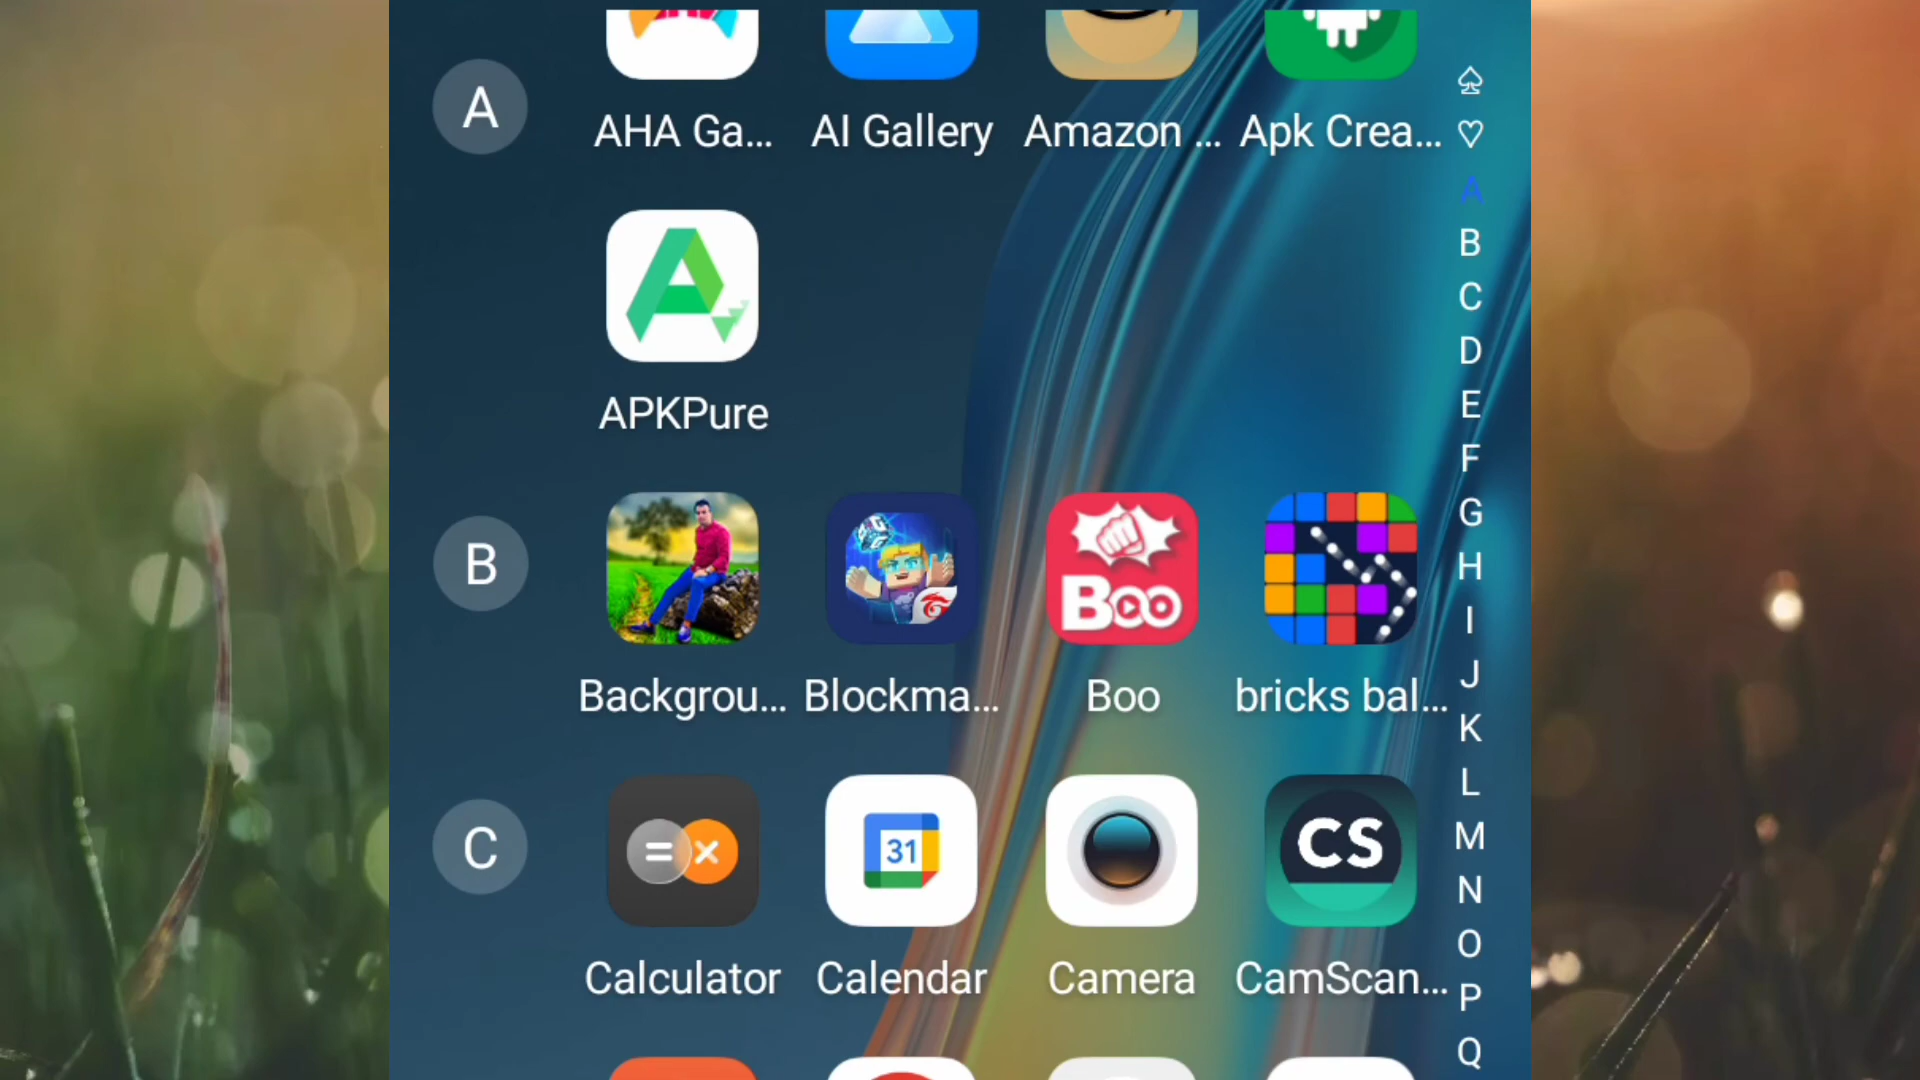 A
AHA Ga...
AI Gallery
Amazon ...
Apk Crea...
APKPure
B
Boo
Backgrou...
Blockma...
Boo
bricks bal...
C
= ×
31
CS
Calculator
Calendar
Camera
CamScan...
A
B
C
D
E
F
G
H
I
J
K
L
M
N
O
P
Q